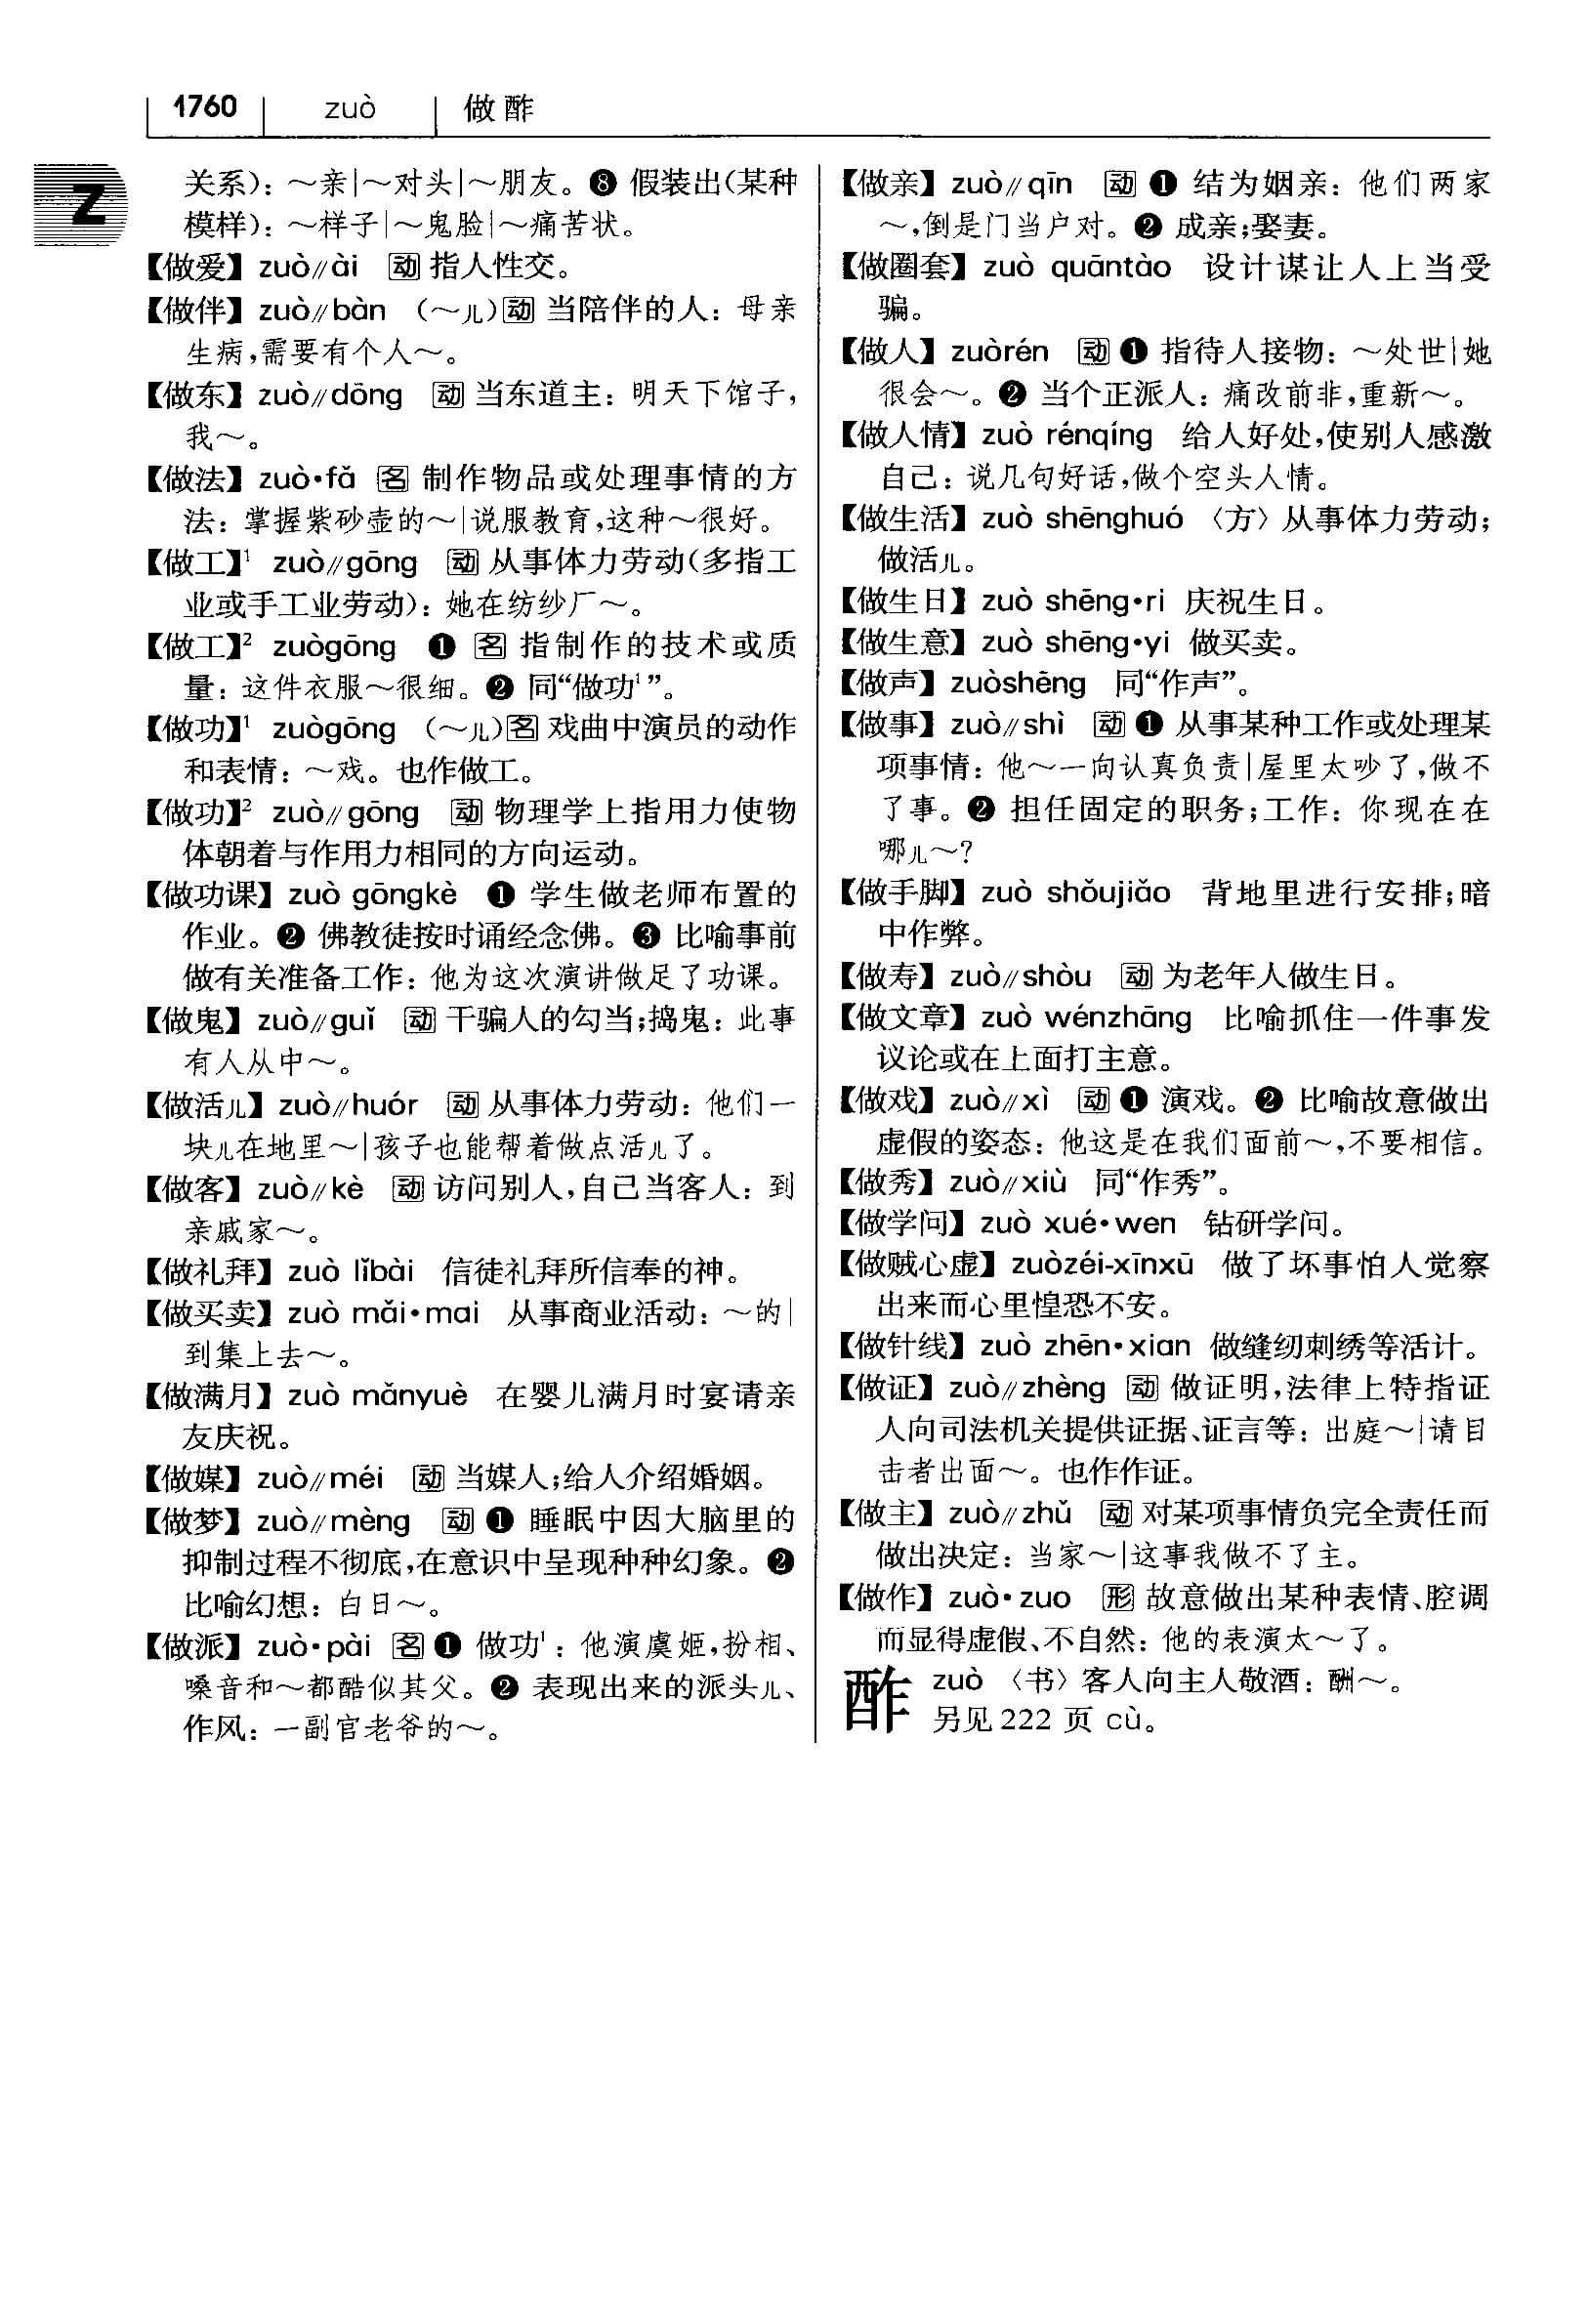 1760 zuò 做酢
Z
关系）：～亲|～对头|～朋友。❽ 假装出（某种
模样）：～样子|～鬼脸|～痛苦状。
【做爱】 zuò∥ài 动 指人性交。
【做伴】 zuò∥bàn （～儿）动 当陪伴的人：母亲
生病，需要有个人～。
【做东】 zuò∥dōng 动 当东道主：明天下馆子，
我～。
【做法】 zuò·fǎ 名 制作物品或处理事情的方
法：掌握紫砂壶的～|说服教育，这种～很好。
【做工】¹ zuò∥gōng 动 从事体力劳动（多指工
业或手工业劳动）：她在纺纱厂～。
【做工】² zuògōng ❶ 名 指制作的技术或质
量：这件衣服～很细。❷ 同“做功¹”。
【做功】¹ zuògōng （～儿）名 戏曲中演员的动作
和表情：～戏。也作做工。
【做功】² zuò∥gōng 动 物理学上指用力使物
体朝着与作用力相同的方向运动。
【做功课】 zuò gōngkè ❶ 学生做老师布置的
作业。❷ 佛教徒按时诵经念佛。❸ 比喻事前
做有关准备工作：他为这次演讲做足了功课。
【做鬼】 zuò∥guǐ 动 干骗人的勾当；捣鬼：此事
有人从中～。
【做活儿】 zuò∥huór 动 从事体力劳动：他们一
块儿在地里～|孩子也能帮着做点活儿了。
【做客】 zuò∥kè 动 访问别人，自己当客人：到
亲戚家～。
【做礼拜】 zuò lǐbài 信徒礼拜所信奉的神。
【做买卖】 zuò mǎi·mai 从事商业活动：～的|
到集上去～。
【做满月】 zuò mǎnyuè 在婴儿满月时宴请亲
友庆祝。
【做媒】 zuò∥méi 动 当媒人；给人介绍婚姻。
【做梦】 zuò∥mèng 动 ❶ 睡眠中因大脑里的
抑制过程不彻底，在意识中呈现种种幻象。❷
比喻幻想：白日～。
【做派】 zuò·pài 名 ❶ 做功¹：他演虞姬，扮相、
嗓音和～都酷似其父。❷ 表现出来的派头儿、
作风：一副官老爷的～。
【做亲】 zuò∥qīn 动 ❶ 结为姻亲：他们两家
～，倒是门当户对。❷ 成亲；娶妻。
【做圈套】 zuò quāntào 设计谋让人上当受
骗。
【做人】 zuòrén 动 ❶ 指待人接物：～处世|她
很会～。❷ 当个正派人：痛改前非，重新～。
【做人情】 zuò rénqíng 给人好处，使别人感激
自己：说几句好话，做个空头人情。
【做生活】 zuò shēnghuó 〈方〉从事体力劳动；
做活儿。
【做生日】 zuò shēng·ri 庆祝生日。
【做生意】 zuò shēng·yi 做买卖。
【做声】 zuòshēng 同“作声”。
【做事】 zuò∥shì 动 ❶ 从事某种工作或处理某
项事情：他～一向认真负责|屋里太吵了，做不
了事。❷ 担任固定的职务；工作：你现在在
哪儿～？
【做手脚】 zuò shǒujiǎo 背地里进行安排；暗
中作弊。
【做寿】 zuò∥shòu 动 为老年人做生日。
【做文章】 zuò wénzhāng 比喻抓住一件事发
议论或在上面打主意。
【做戏】 zuò∥xì 动 ❶ 演戏。❷ 比喻故意做出
虚假的姿态：他这是在我们面前～，不要相信。
【做秀】 zuò∥xiù 同“作秀”。
【做学问】 zuò xué·wen 钻研学问。
【做贼心虚】 zuòzéi-xīnxū 做了坏事怕人觉察
出来而心里惶恐不安。
【做针线】 zuò zhēn·xian 做缝纫刺绣等活计。
【做证】 zuò∥zhèng 动 做证明，法律上特指证
人向司法机关提供证据、证言等：出庭～|请目
击者出面～。也作作证。
【做主】 zuò∥zhǔ 动 对某项事情负完全责任而
做出决定：当家～|这事我做不了主。
【做作】 zuò·zuo 形 故意做出某种表情、腔调
而显得虚假、不自然：他的表演太～了。
酢 zuò 〈书〉客人向主人敬酒：酬～。
另见222 页 cù。